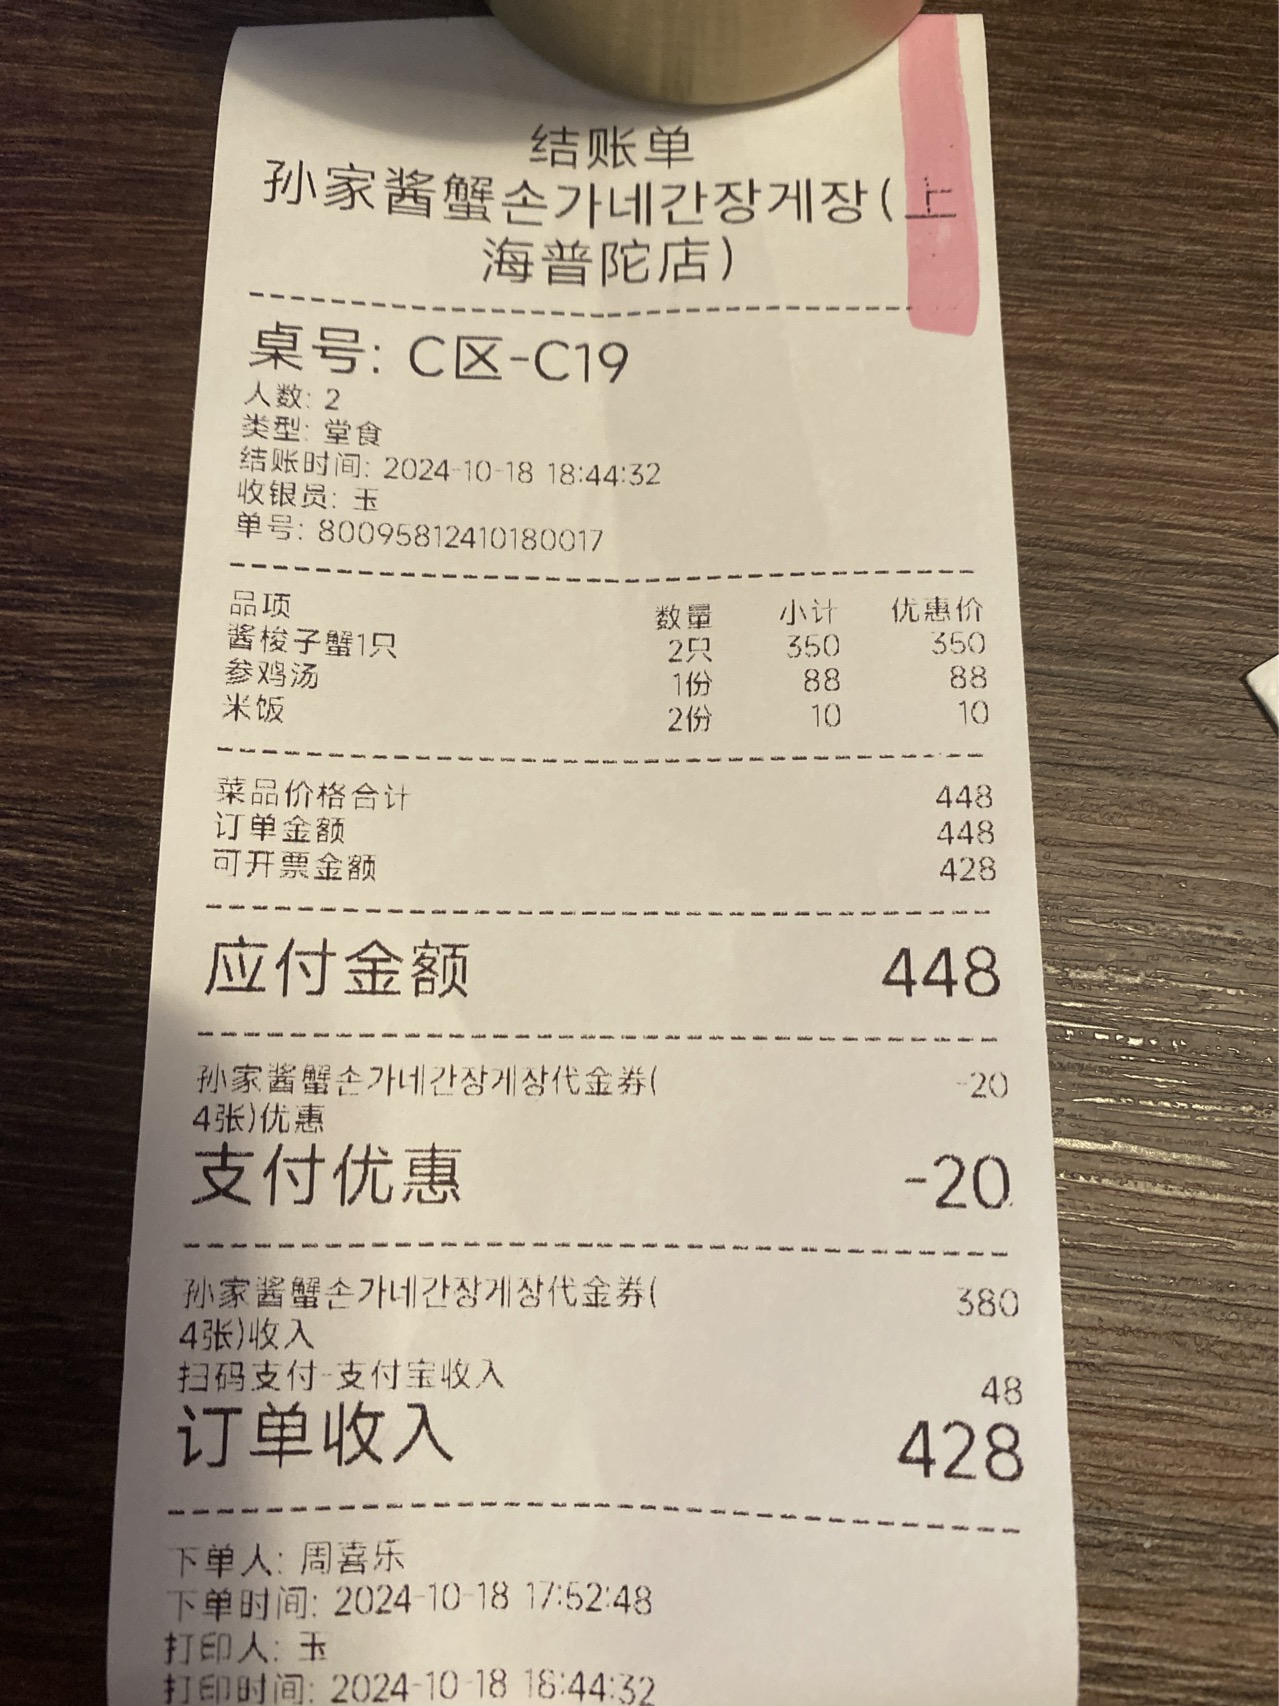 结账单
孙家酱蟹손가네간장게장(上
海普陀店)
桌号: C区-C19
人数: 2
类型: 堂食
结账时间: 2024-10-18 18:44:32
收银员: 玉
单号: 80095812410180017
品项 数量 小计 优惠价
酱梭子蟹1只 2只 350 350
参鸡汤 1份 88 88
米饭 2份 10 10
菜品价格合计 448
订单金额 448
可开票金额 428
应付金额 448
孙家酱蟹손가네간장게장代金券( -20
4张)优惠
支付优惠 -20
孙家酱蟹손가네간장게장代金券( 380
4张)收入
扫码支付-支付宝收入 48
订单收入 428
下单人: 周喜乐
下单时间: 2024-10-18 17:52:48
打印人: 玉
打印时间: 2024-10-18 18:44:32